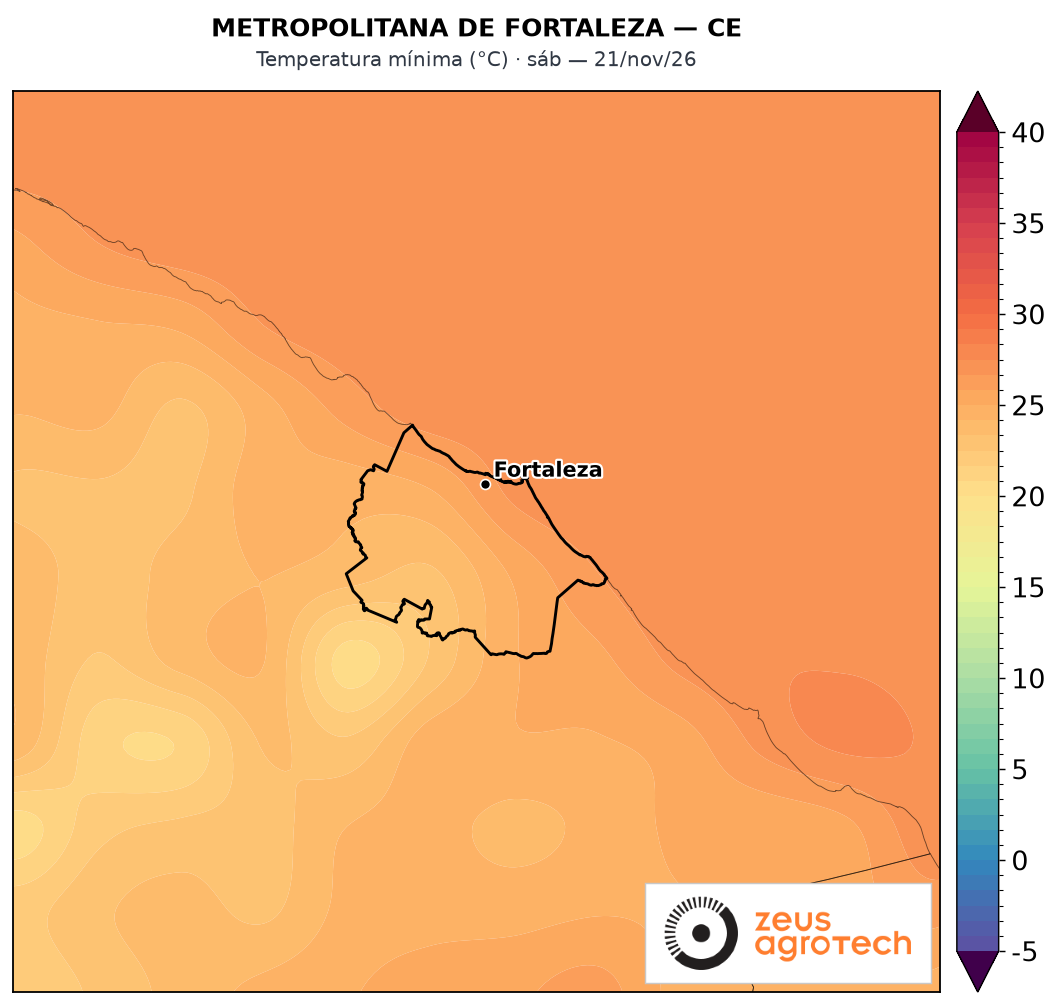 METROPOLITANA DE FORTALEZA — CE
Temperatura mínima (°C) · sáb — 21/nov/26
Fortaleza
40
35
30
25
20
15
10
5
0
-5
zeus
agrotech